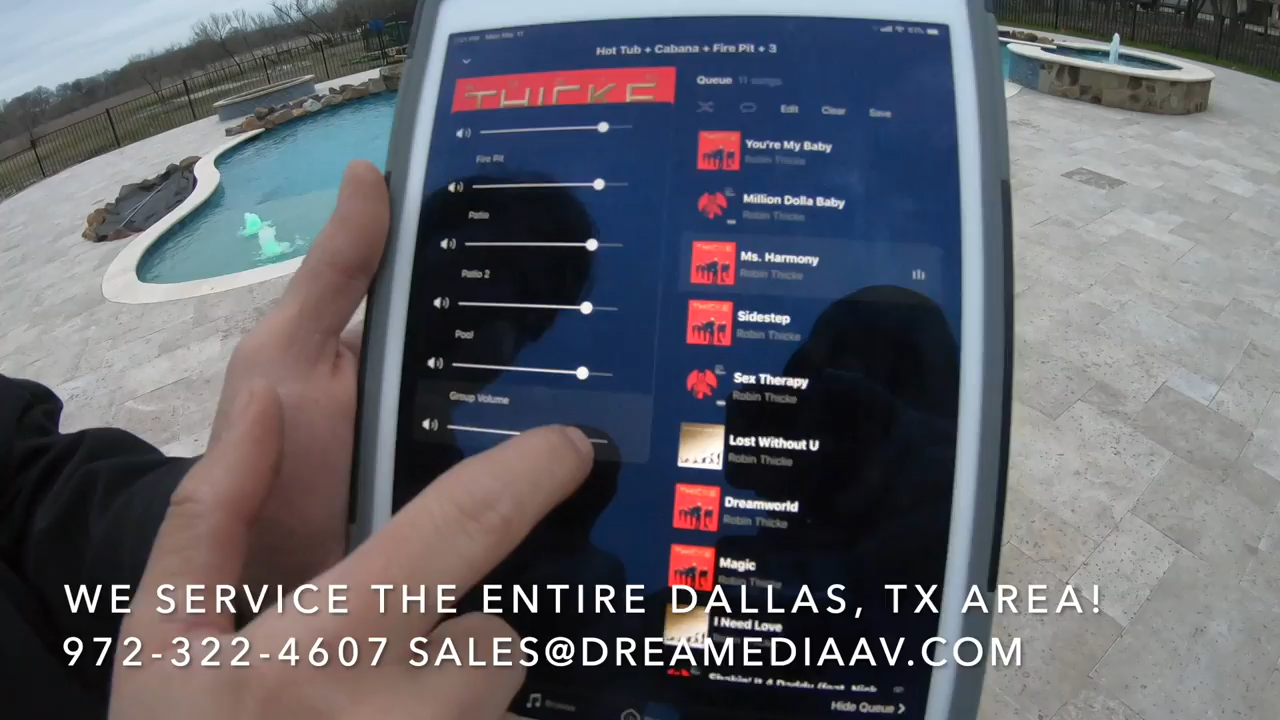 Hot Tub + Cabana + Fire Pit + 3
THICKE
Queue 11 songs
Edit Clear Save
Fire Pit
Patio
Patio 2
Pool
Group Volume
You're My Baby
Robin Thicke
Million Dolla Baby
Robin Thicke
Ms. Harmony
Robin Thicke
Sidestep
Robin Thicke
Sex Therapy
Robin Thicke
Lost Without U
Robin Thicke
Dreamworld
Robin Thicke
Magic
I Need Love
Hide Queue >
Browse
WE SERVICE THE ENTIRE DALLAS, TX AREA!
972-322-4607 SALES@DREAMEDIAAV.COM